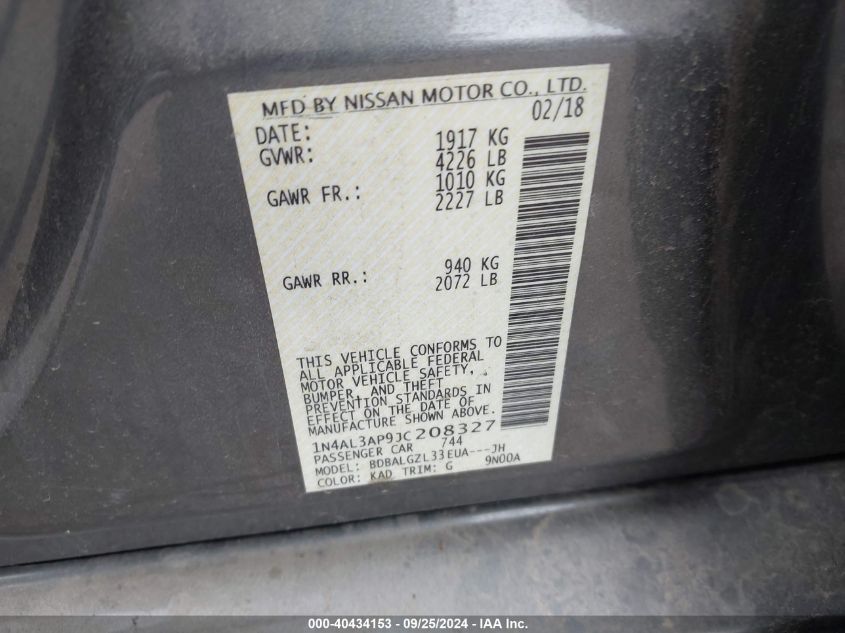 MFD BY NISSAN MOTOR CO., LTD.
DATE: 02/18
GVWR: 1917 KG
4226 LB
GAWR FR.: 1010 KG
2227 LB
GAWR RR.: 940 KG
2072 LB
THIS VEHICLE CONFORMS TO
ALL APPLICABLE FEDERAL
MOTOR VEHICLE SAFETY,
BUMPER, AND THEFT
PREVENTION STANDARDS IN
EFFECT ON THE DATE OF
MANUFACTURE SHOWN ABOVE.
1N4AL3AP9JC208327
PASSENGER CAR 744
MODEL: BDBALGZL33EUA---JH
COLOR: KAD TRIM: G 9N00A
000-40434153 - 09/25/2024 - IAA Inc.